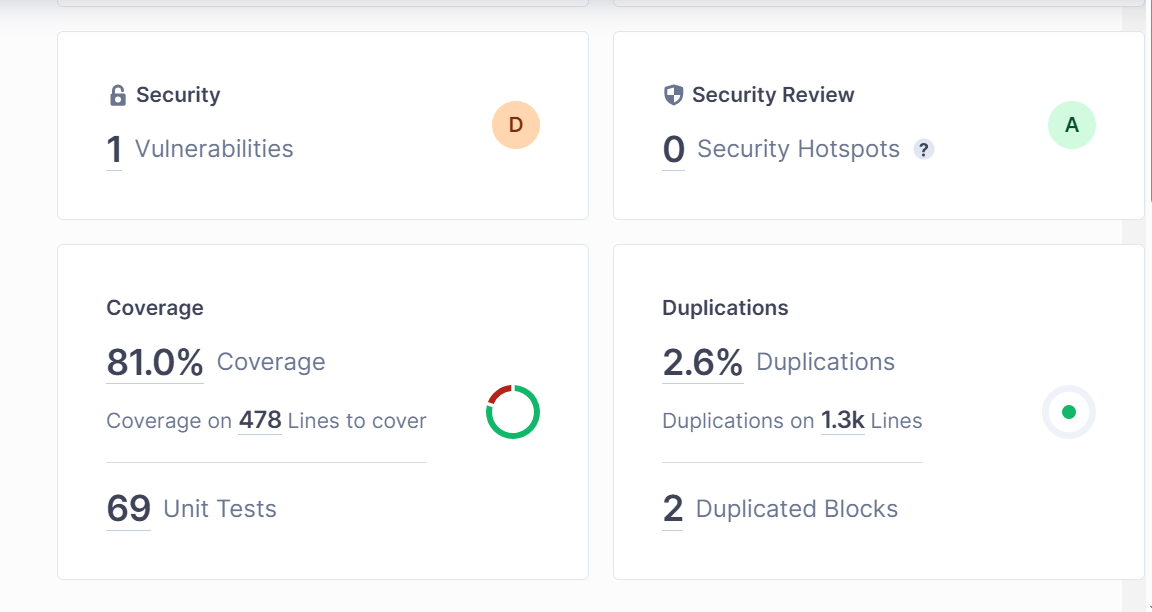 Security
1 Vulnerabilities
D
Security Review
0 Security Hotspots ?
A
Coverage
81.0% Coverage
Coverage on 478 Lines to cover
69 Unit Tests
Duplications
2.6% Duplications
Duplications on 1.3k Lines
2 Duplicated Blocks